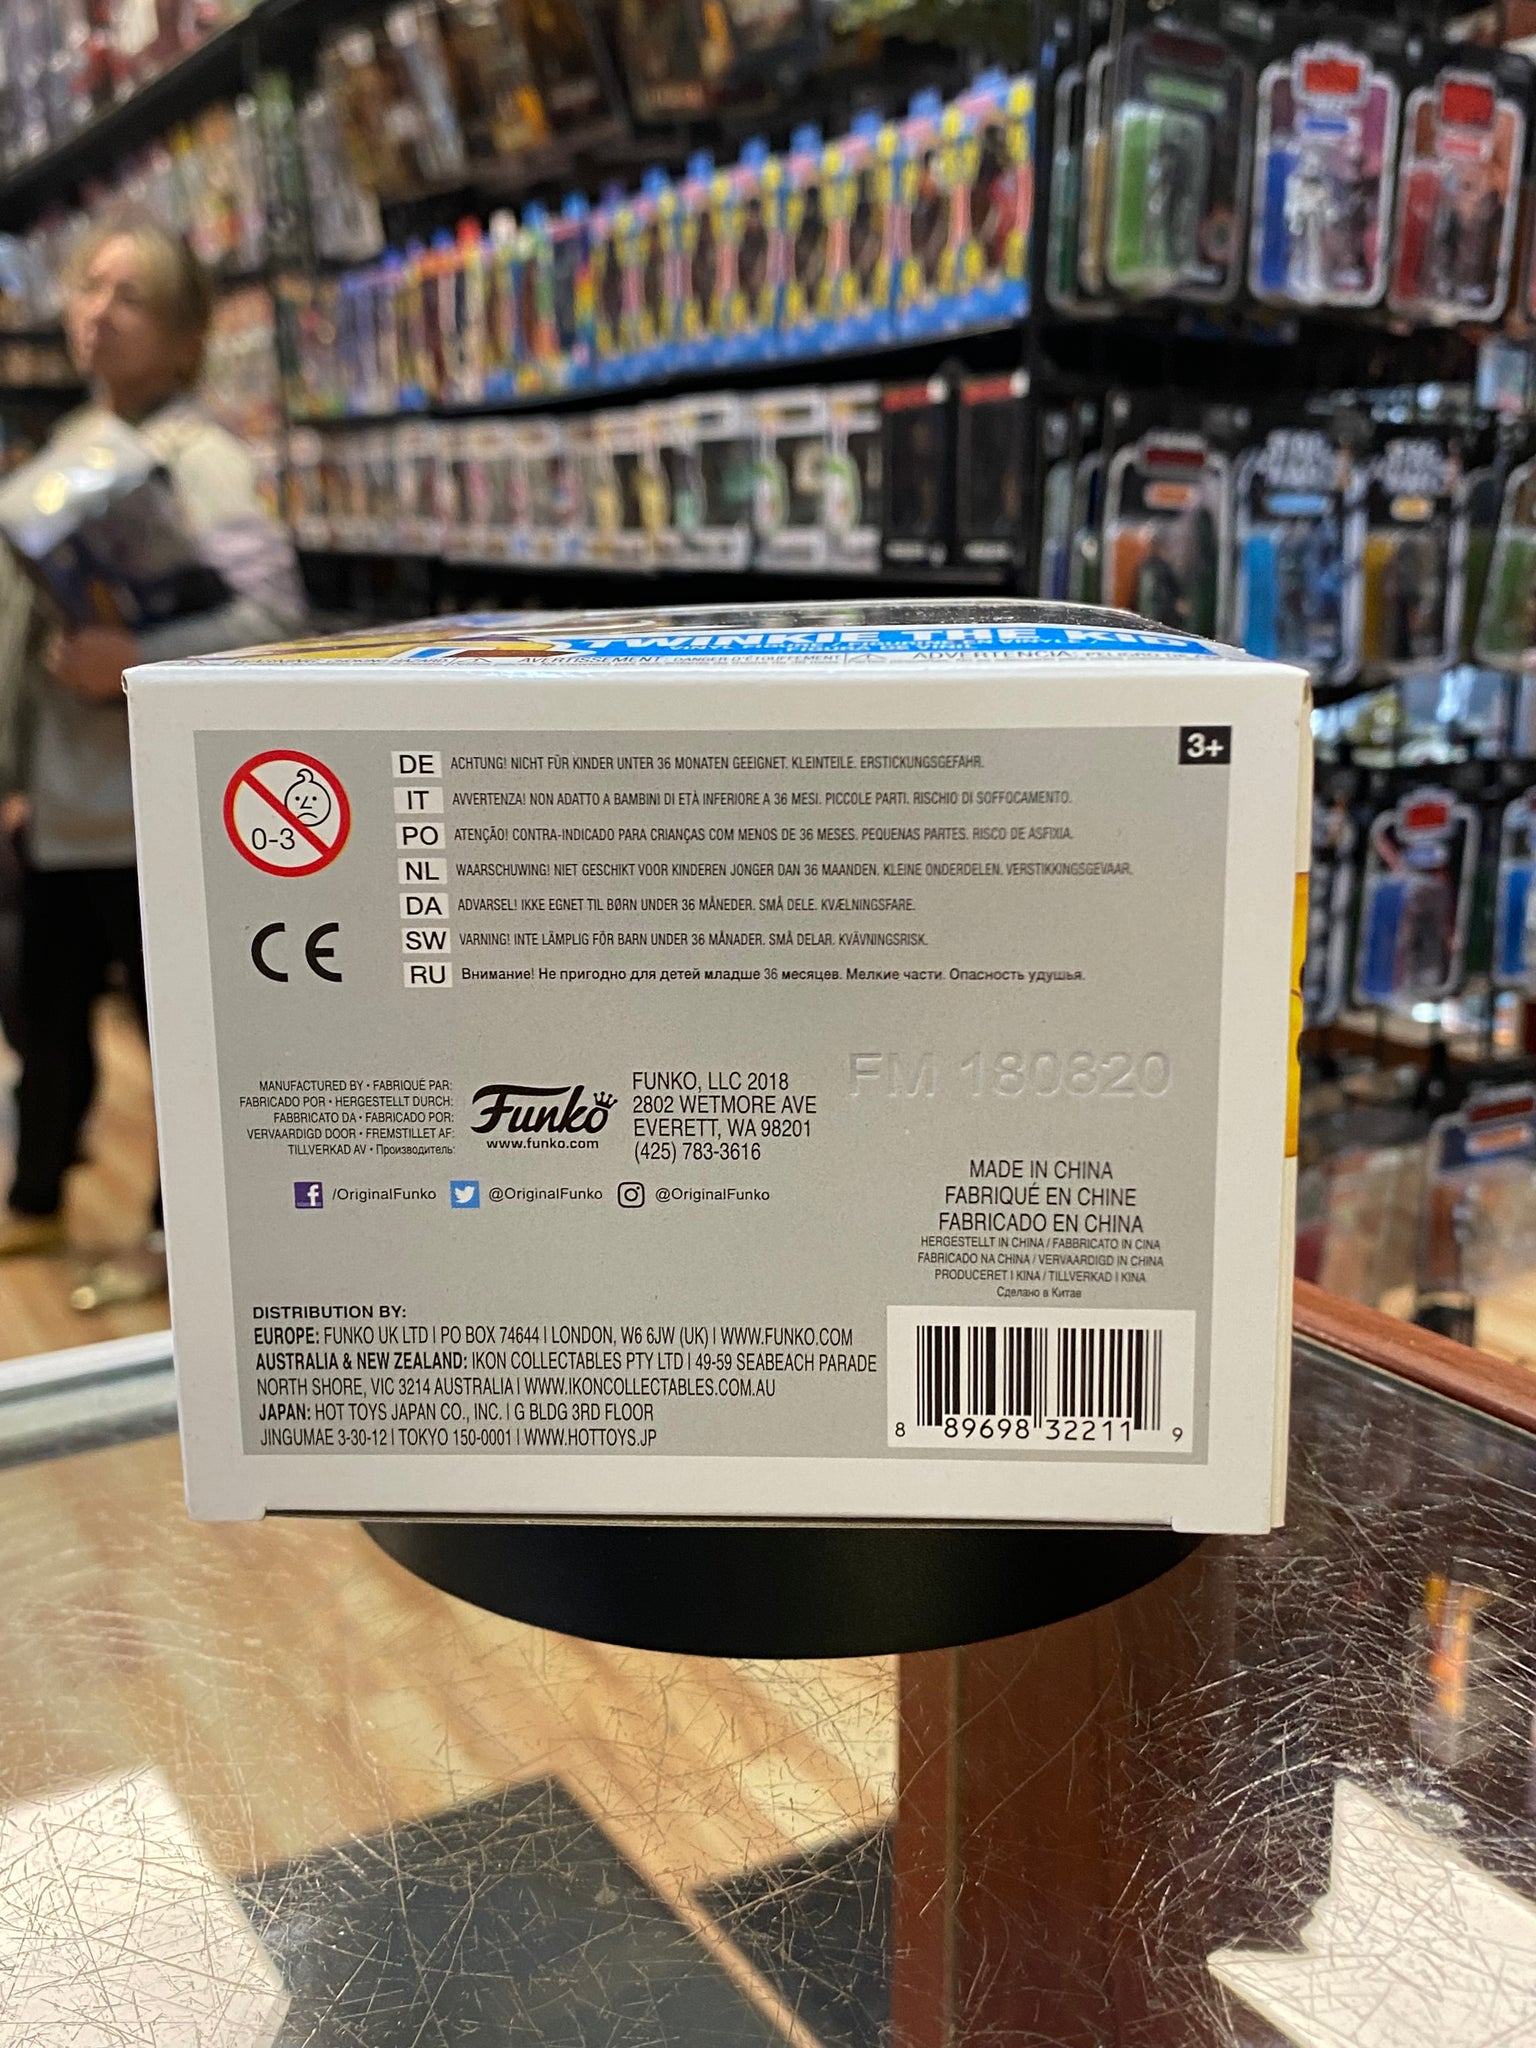 TWINKIE THE KID
AVERTISSEMENT: DANGER D'ÉTOUFFEMENT
ADVERTENCIA:
3+
0-3
DE ACHTUNG! NICHT FÜR KINDER UNTER 36 MONATEN GEEIGNET. KLEINTEILE. ERSTICKUNGSGEFAHR.
IT AVVERTENZA! NON ADATTO A BAMBINI DI ETÀ INFERIORE A 36 MESI. PICCOLE PARTI. RISCHIO DI SOFFOCAMENTO.
PO ATENÇÃO! CONTRA-INDICADO PARA CRIANÇAS COM MENOS DE 36 MESES. PEQUENAS PARTES. RISCO DE ASFIXIA.
NL WAARSCHUWING! NIET GESCHIKT VOOR KINDEREN JONGER DAN 36 MAANDEN. KLEINE ONDERDELEN. VERSTIKKINGSGEVAAR.
DA ADVARSEL! IKKE EGNET TIL BØRN UNDER 36 MÅNEDER. SMÅ DELE. KVÆLNINGSFARE.
SW VARNING! INTE LÄMPLIG FÖR BARN UNDER 36 MÅNADER. SMÅ DELAR. KVÄVNINGSRISK.
RU Внимание! Не пригодно для детей младше 36 месяцев. Мелкие части. Опасность удушья.
CE
MANUFACTURED BY • FABRIQUÉ PAR:
FABRICADO POR • HERGESTELLT DURCH:
FABBRICATO DA • FABRICADO POR:
VERVAARDIGD DOOR • FREMSTILLET AF:
TILLVERKAD AV • Производитель:
Funko
www.funko.com
FUNKO, LLC 2018
2802 WETMORE AVE
EVERETT, WA 98201
(425) 783-3616
FM 180820
/OriginalFunko @OriginalFunko @OriginalFunko
MADE IN CHINA
FABRIQUÉ EN CHINE
FABRICADO EN CHINA
HERGESTELLT IN CHINA / FABBRICATO IN CINA
FABRICADO NA CHINA / VERVAARDIGD IN CHINA
PRODUCERET I KINA / TILLVERKAD I KINA
Сделано в Китае
DISTRIBUTION BY:
EUROPE: FUNKO UK LTD | PO BOX 74644 | LONDON, W6 6JW (UK) | WWW.FUNKO.COM
AUSTRALIA & NEW ZEALAND: IKON COLLECTABLES PTY LTD | 49-59 SEABEACH PARADE
NORTH SHORE, VIC 3214 AUSTRALIA | WWW.IKONCOLLECTABLES.COM.AU
JAPAN: HOT TOYS JAPAN CO., INC. | G BLDG 3RD FLOOR
JINGUMAE 3-30-12 | TOKYO 150-0001 | WWW.HOTTOYS.JP
8 89698 32211 9